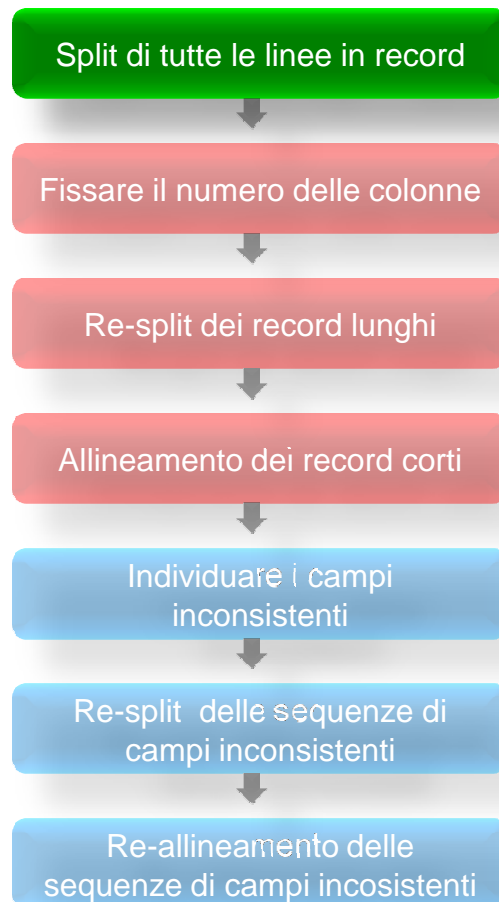 Split di tutte le linee in record
Fissare il numero delle colonne
Re-split dei record lunghi
Allineamento dei record corti
Individuare i campi
inconsistenti
Re-split delle sequenze di
campi inconsistenti
Re-allineamento delle
sequenze di campi incosistenti